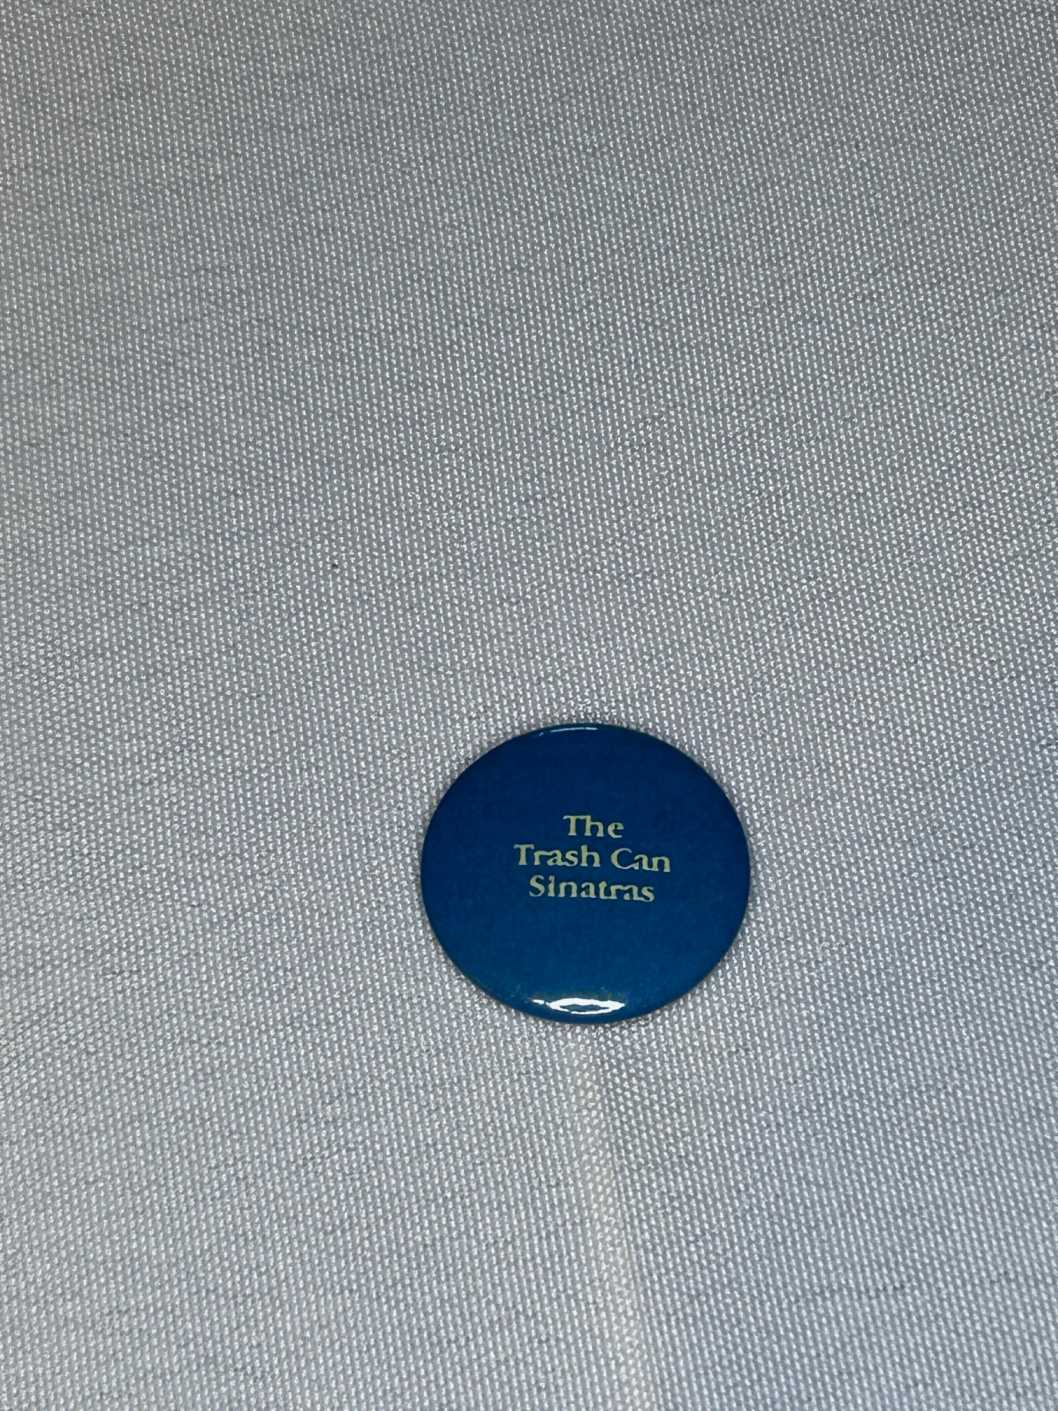 The
Trash Can
Sinatras